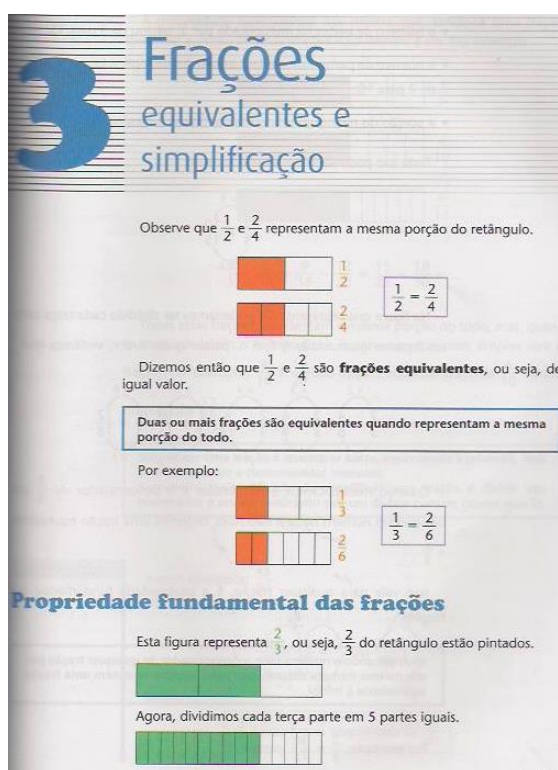 3
Frações
equivalentes e
simplificação
Observe que 1/2 e 2/4 representam a mesma porção do retângulo.
1/2
2/4
1/2 = 2/4
Dizemos então que 1/2 e 2/4 são frações equivalentes, ou seja, de
igual valor.
Duas ou mais frações são equivalentes quando representam a mesma
porção do todo.
Por exemplo:
1/3
2/6
1/3 = 2/6
Propriedade fundamental das frações
Esta figura representa 2/3, ou seja, 2/3 do retângulo estão pintados.
Agora, dividimos cada terça parte em 5 partes iguais.